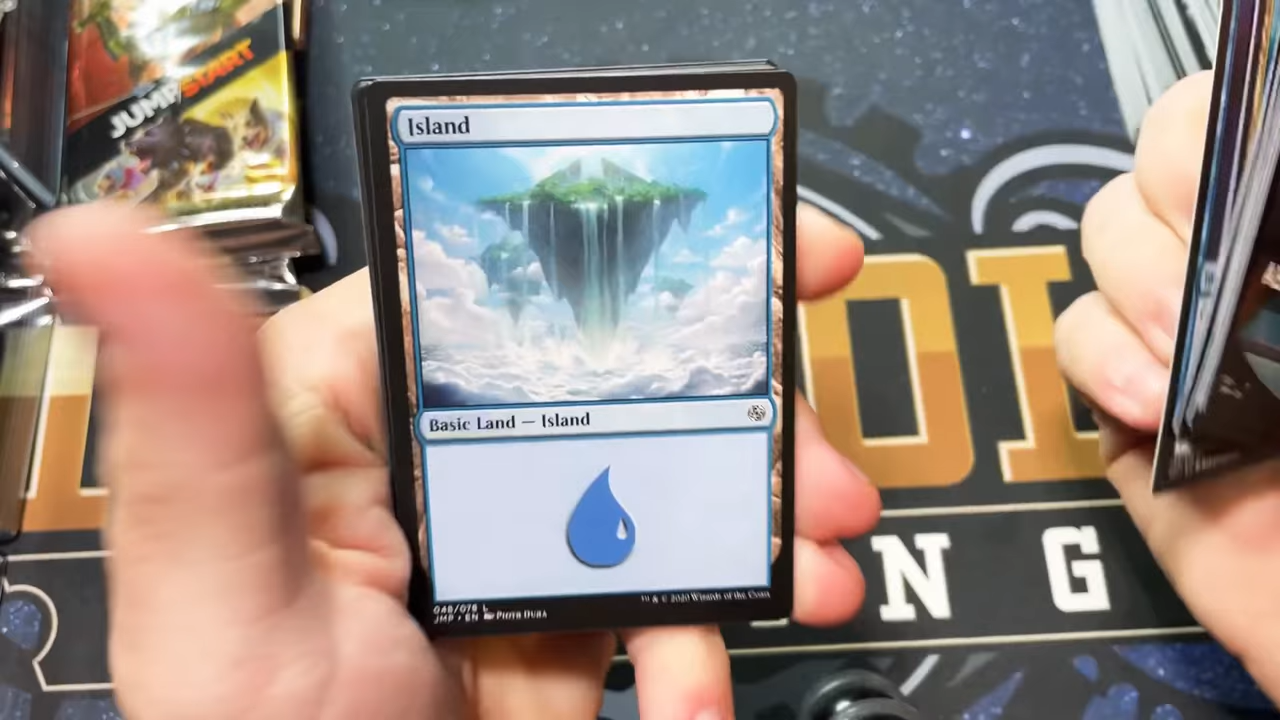 JUMPSTART
Island
Basic Land — Island
048/078 L
JMP • EN Piotr Dura
™ & © 2020 Wizards of the Coast
N G